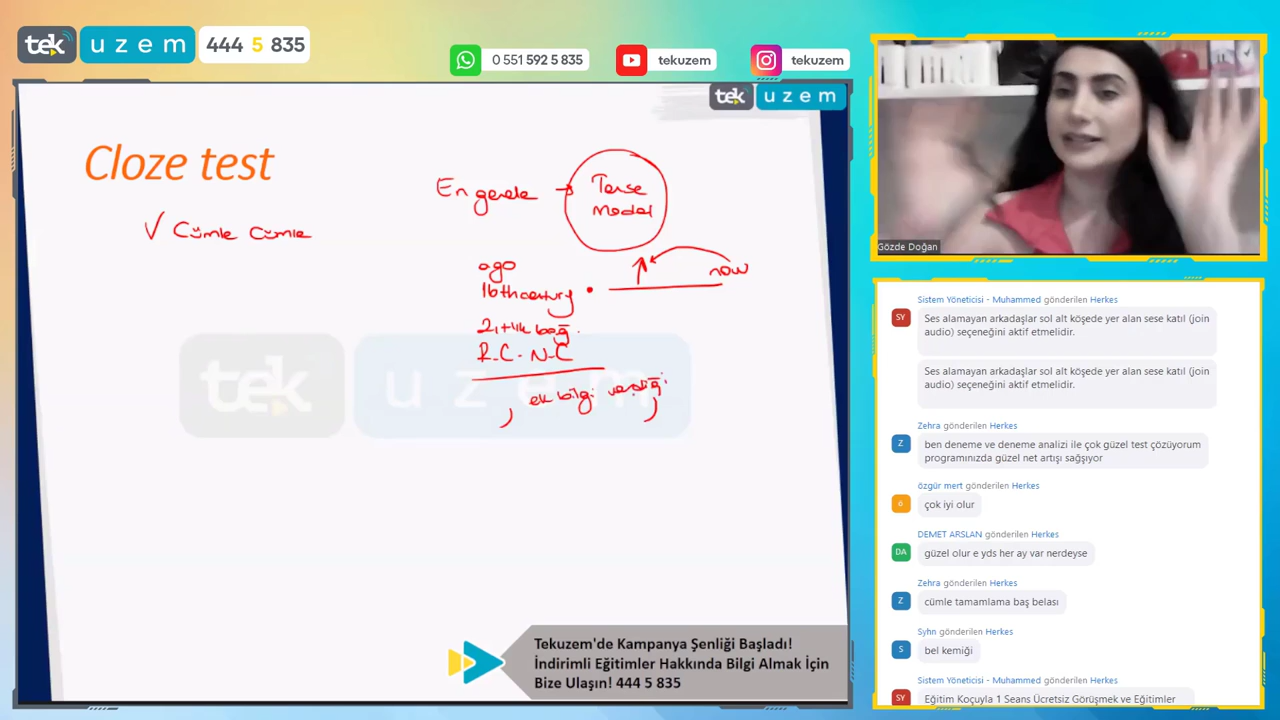 tek uzem 444 5 835
0 551 592 5 835
tekuzem
tekuzem
tek uzem
Cloze test
√ Cümle Cümle
En gerele → Tense
Modal
ago
now
16th century
R.C. N.C
ek bilgi
tek uzem
Tekuzem'de Kampanya Şenliği Başladı!
İndirimli Eğitimler Hakkında Bilgi Almak İçin
Bize Ulaşın! 444 5 835
Gözde Doğan
Sistem Yöneticisi - Muhammed gönderilen Herkes
SY
Ses alamayan arkadaşlar sol alt köşede yer alan sese katıl (join
audio) seçeneğini aktif etmelidir.
Ses alamayan arkadaşlar sol alt köşede yer alan sese katıl (join
audio) seçeneğini aktif etmelidir.
Zehra gönderilen Herkes
Z
ben deneme ve deneme analizi ile çok güzel test çözüyorum
programınızda güzel net artışı sağşıyor
özgür mert gönderilen Herkes
ö
çok iyi olur
DEMET ARSLAN gönderilen Herkes
DA
güzel olur e yds her ay var nerdeyse
Zehra gönderilen Herkes
Z
cümle tamamlama baş belası
Syhn gönderilen Herkes
S
bel kemiği
Sistem Yöneticisi - Muhammed gönderilen Herkes
SY
Eğitim Koçuyla 1 Seans Ücretsiz Görüşmek ve Eğitimler